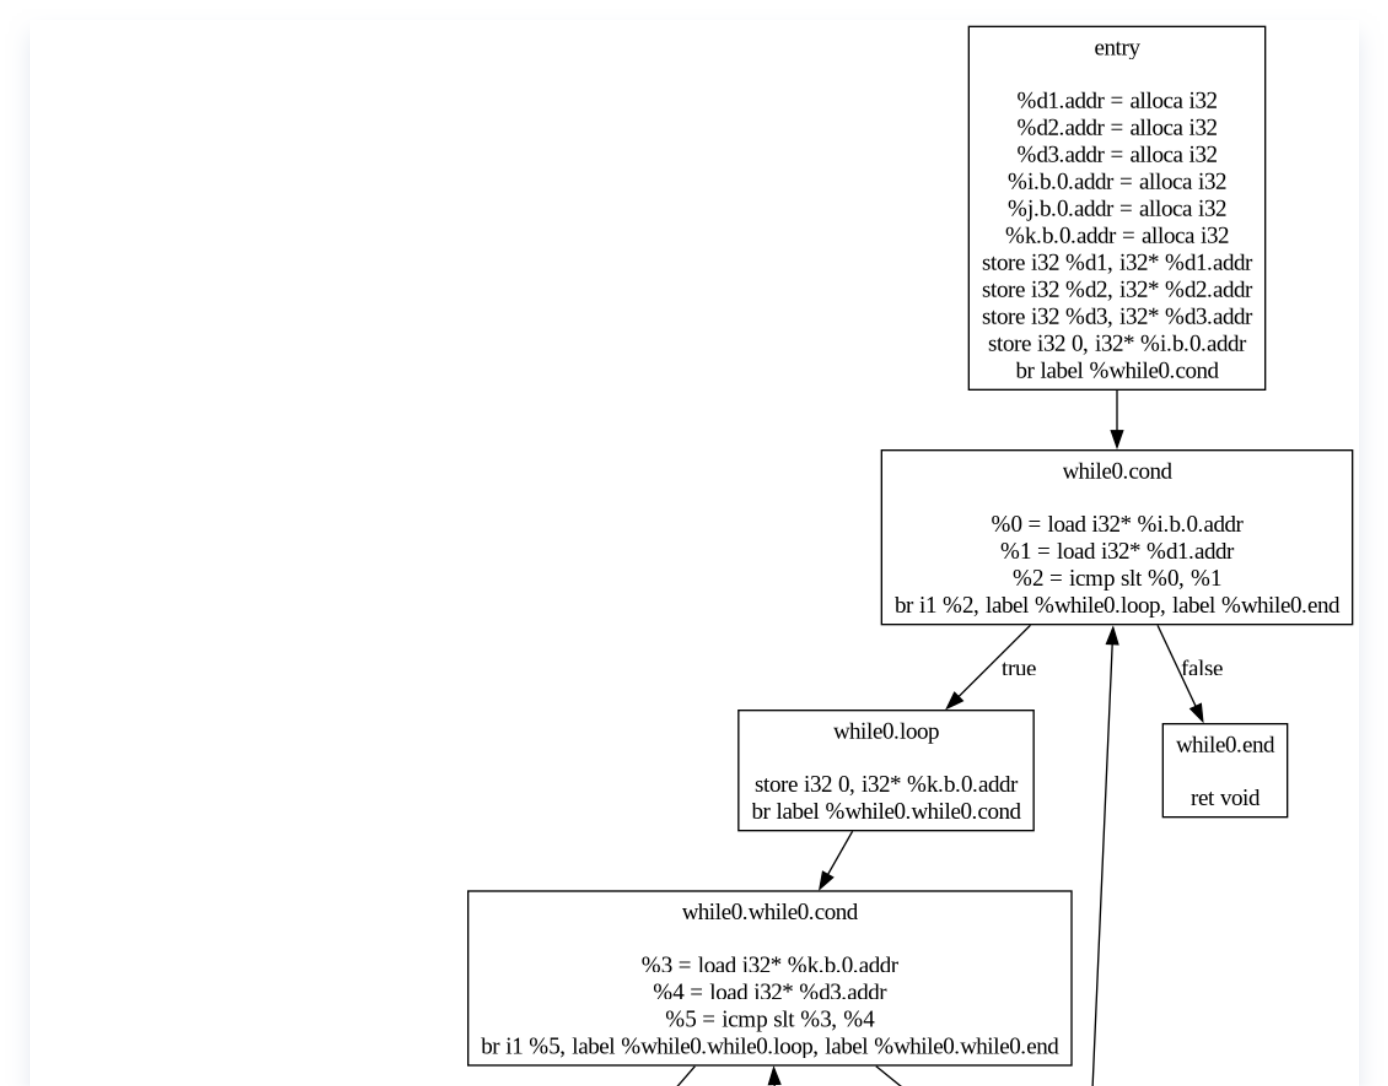 entry
%d1.addr = alloca i32
%d2.addr = alloca i32
%d3.addr = alloca i32
%i.b.0.addr = alloca i32
%j.b.0.addr = alloca i32
%k.b.0.addr = alloca i32
store i32 %d1, i32* %d1.addr
store i32 %d2, i32* %d2.addr
store i32 %d3, i32* %d3.addr
store i32 0, i32* %i.b.0.addr
br label %while0.cond
while0.cond
%0 = load i32* %i.b.0.addr
%1 = load i32* %d1.addr
%2 = icmp slt %0, %1
br i1 %2, label %while0.loop, label %while0.end
true
false
while0.loop
store i32 0, i32* %k.b.0.addr
br label %while0.while0.cond
while0.end
ret void
while0.while0.cond
%3 = load i32* %k.b.0.addr
%4 = load i32* %d3.addr
%5 = icmp slt %3, %4
br i1 %5, label %while0.while0.loop, label %while0.while0.end